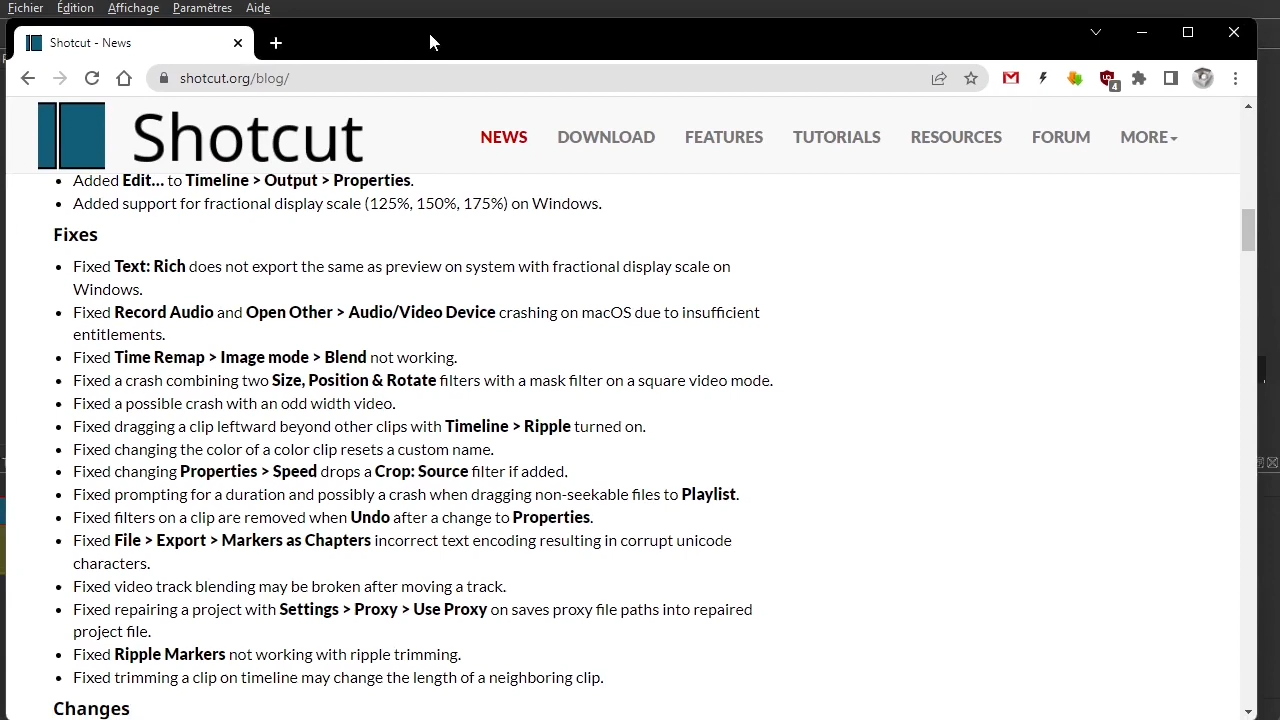 Fichier Édition Affichage Paramètres Aide
Shotcut - News
shotcut.org/blog/
4
Shotcut NEWS DOWNLOAD FEATURES TUTORIALS RESOURCES FORUM MORE
• Added Edit... to Timeline > Output > Properties.
• Added support for fractional display scale (125%, 150%, 175%) on Windows.
Fixes
• Fixed Text: Rich does not export the same as preview on system with fractional display scale on
Windows.
• Fixed Record Audio and Open Other > Audio/Video Device crashing on macOS due to insufficient
entitlements.
• Fixed Time Remap > Image mode > Blend not working.
• Fixed a crash combining two Size, Position & Rotate filters with a mask filter on a square video mode.
• Fixed a possible crash with an odd width video.
• Fixed dragging a clip leftward beyond other clips with Timeline > Ripple turned on.
• Fixed changing the color of a color clip resets a custom name.
• Fixed changing Properties > Speed drops a Crop: Source filter if added.
• Fixed prompting for a duration and possibly a crash when dragging non-seekable files to Playlist.
• Fixed filters on a clip are removed when Undo after a change to Properties.
• Fixed File > Export > Markers as Chapters incorrect text encoding resulting in corrupt unicode
characters.
• Fixed video track blending may be broken after moving a track.
• Fixed repairing a project with Settings > Proxy > Use Proxy on saves proxy file paths into repaired
project file.
• Fixed Ripple Markers not working with ripple trimming.
• Fixed trimming a clip on timeline may change the length of a neighboring clip.
Changes